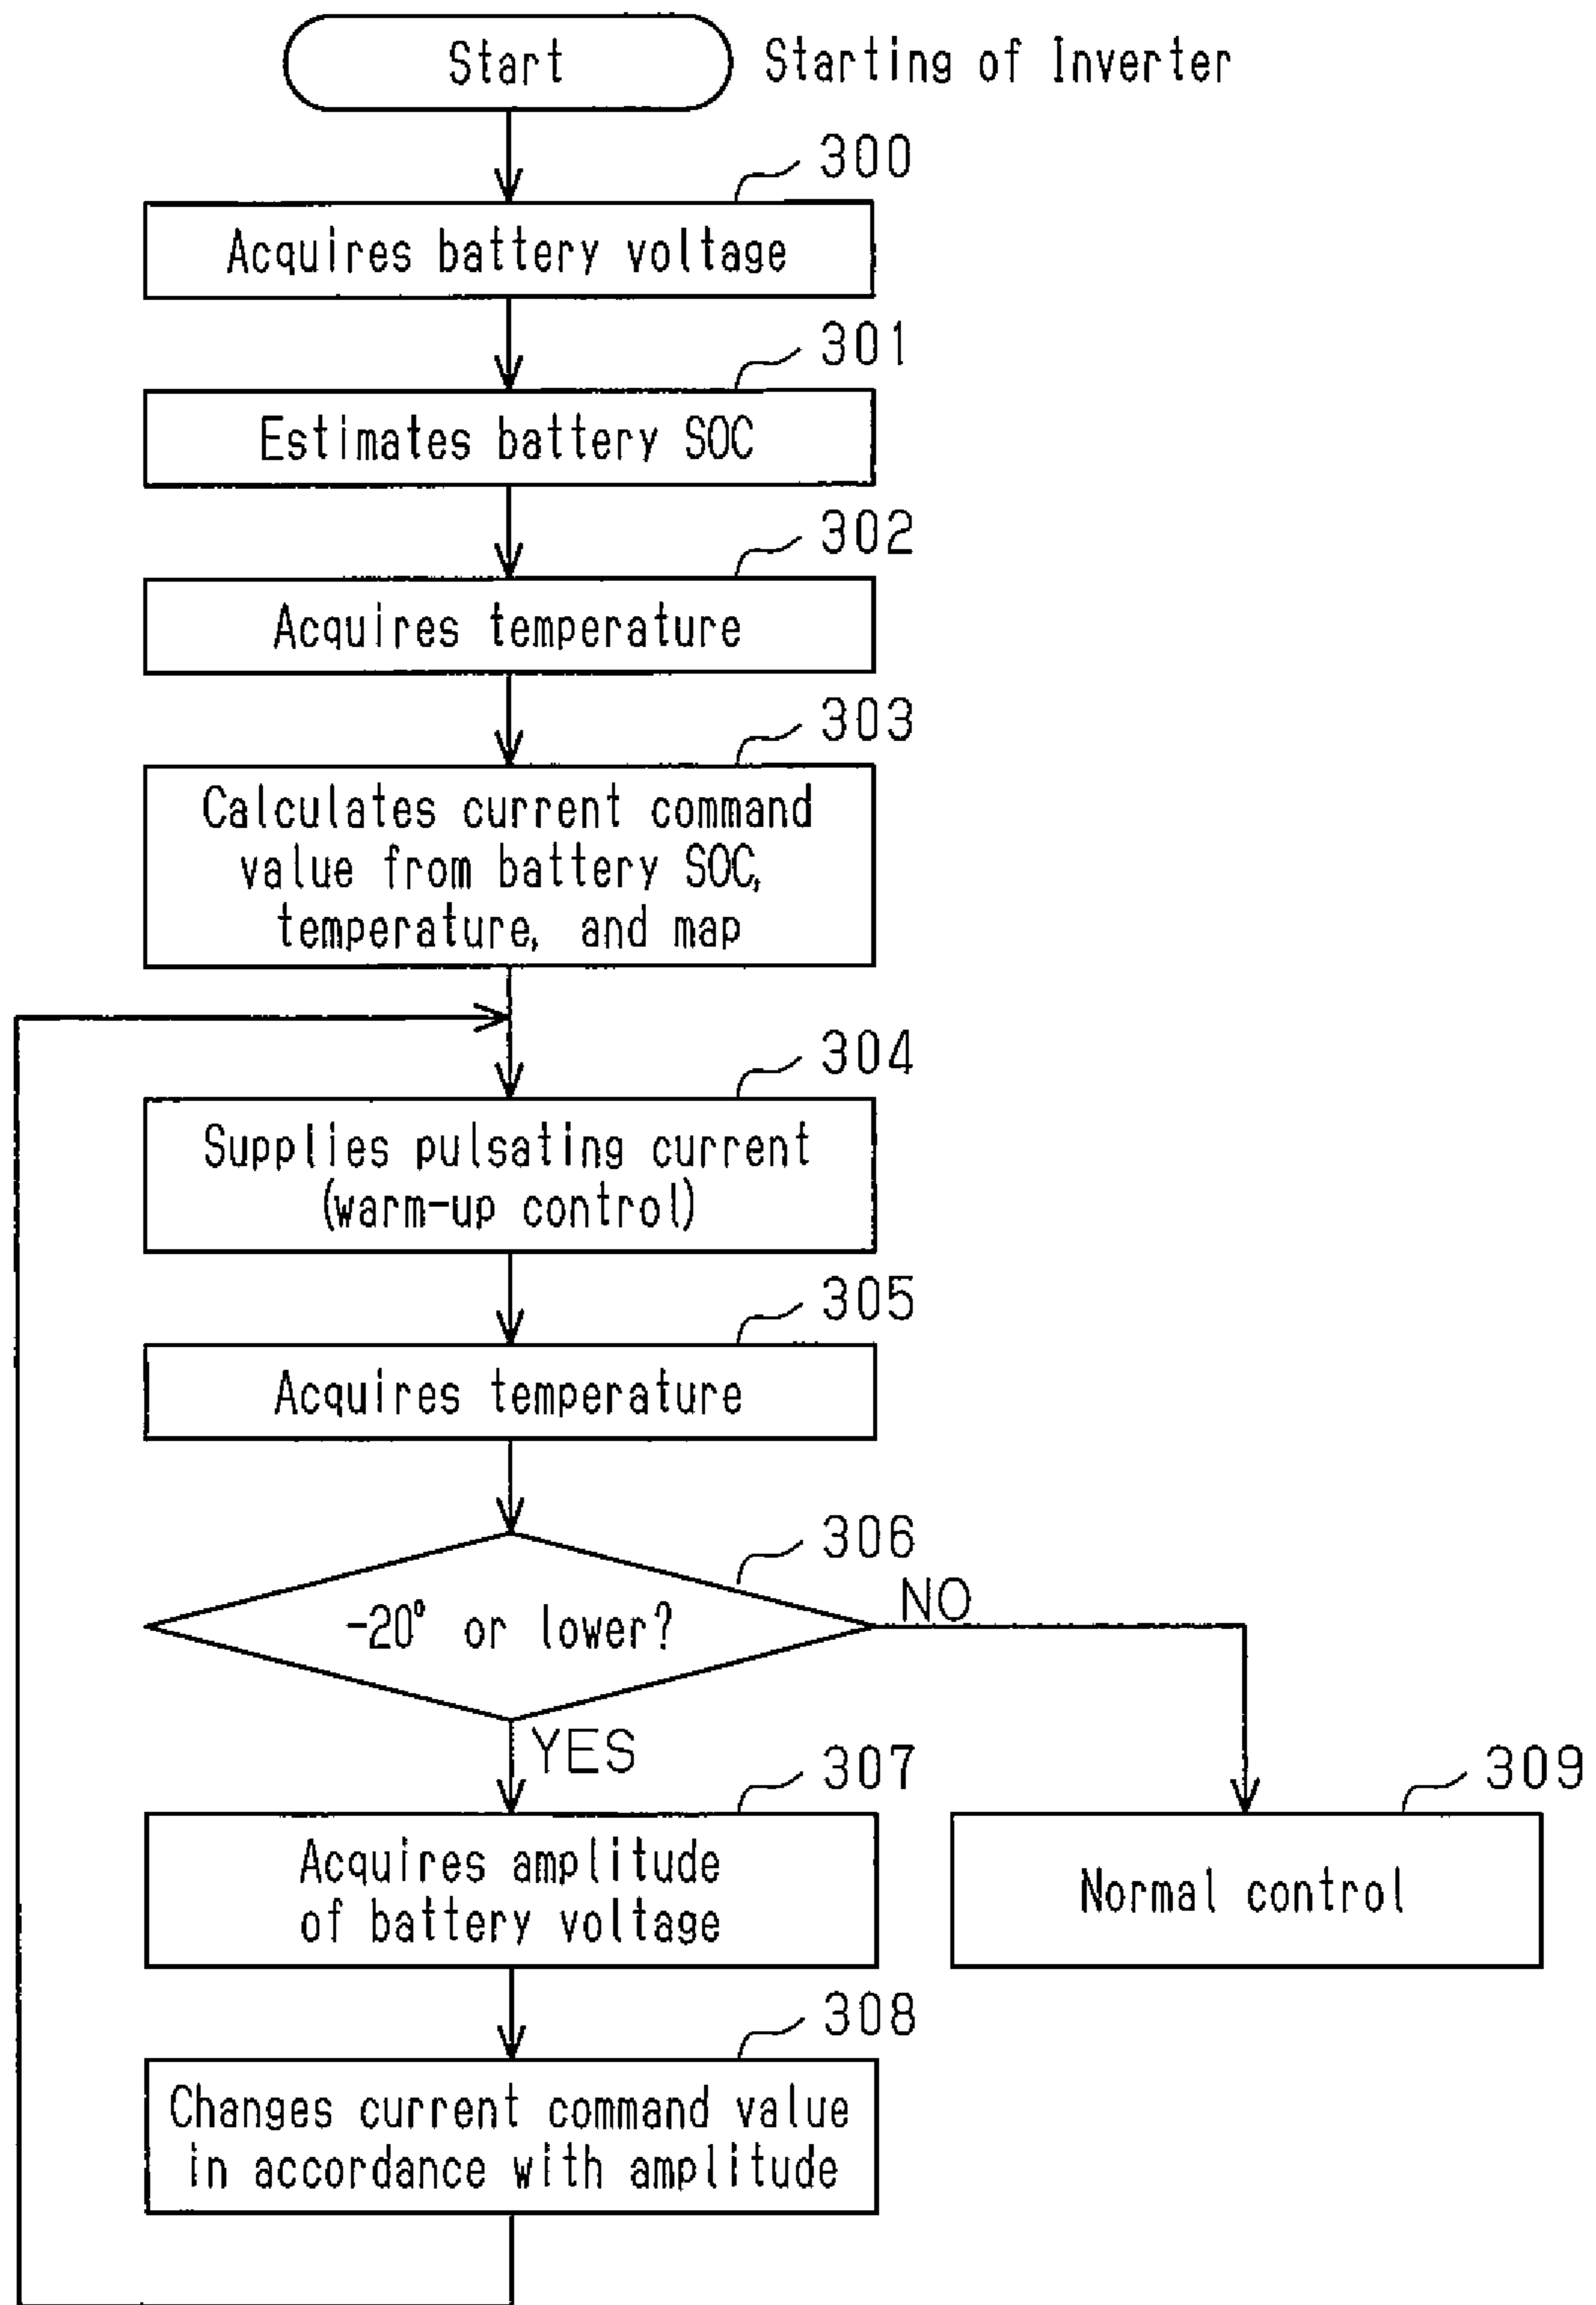 Start
Starting of Inverter
300
Acquires battery voltage
301
Estimates battery SOC
302
Acquires temperature
303
Calculates current command
value from battery SOC,
temperature, and map
304
Supplies pulsating current
(warm-up control)
305
Acquires temperature
306
-20° or lower?
NO
YES
307
Acquires amplitude
of battery voltage
309
Normal control
308
Changes current command value
in accordance with amplitude